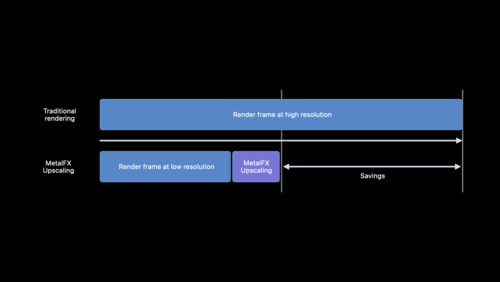 Traditional
rendering
Render frame at high resolution
MetalFX
Upscaling
Render frame at low resolution
MetalFX
Upscaling
Savings